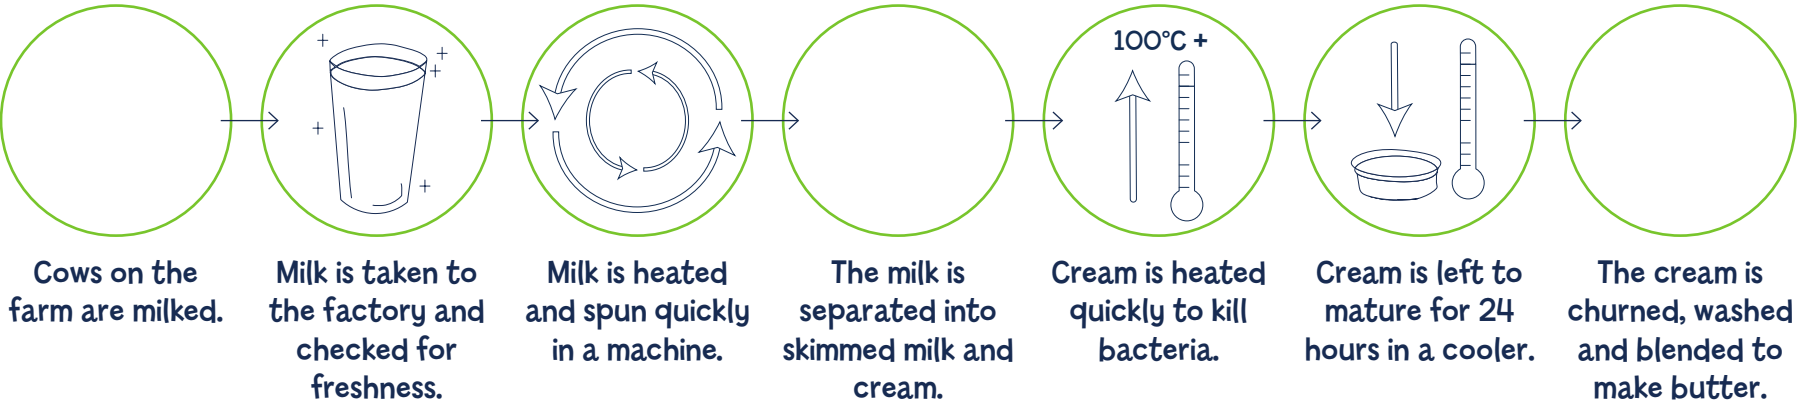 100°C +
Cows on the
farm are milked.
Milk is taken to
the factory and
checked for
freshness.
Milk is heated
and spun quickly
in a machine.
The milk is
separated into
skimmed milk and
cream.
Cream is heated
quickly to kill
bacteria.
Cream is left to
mature for 24
hours in a cooler.
The cream is
churned, washed
and blended to
make butter.